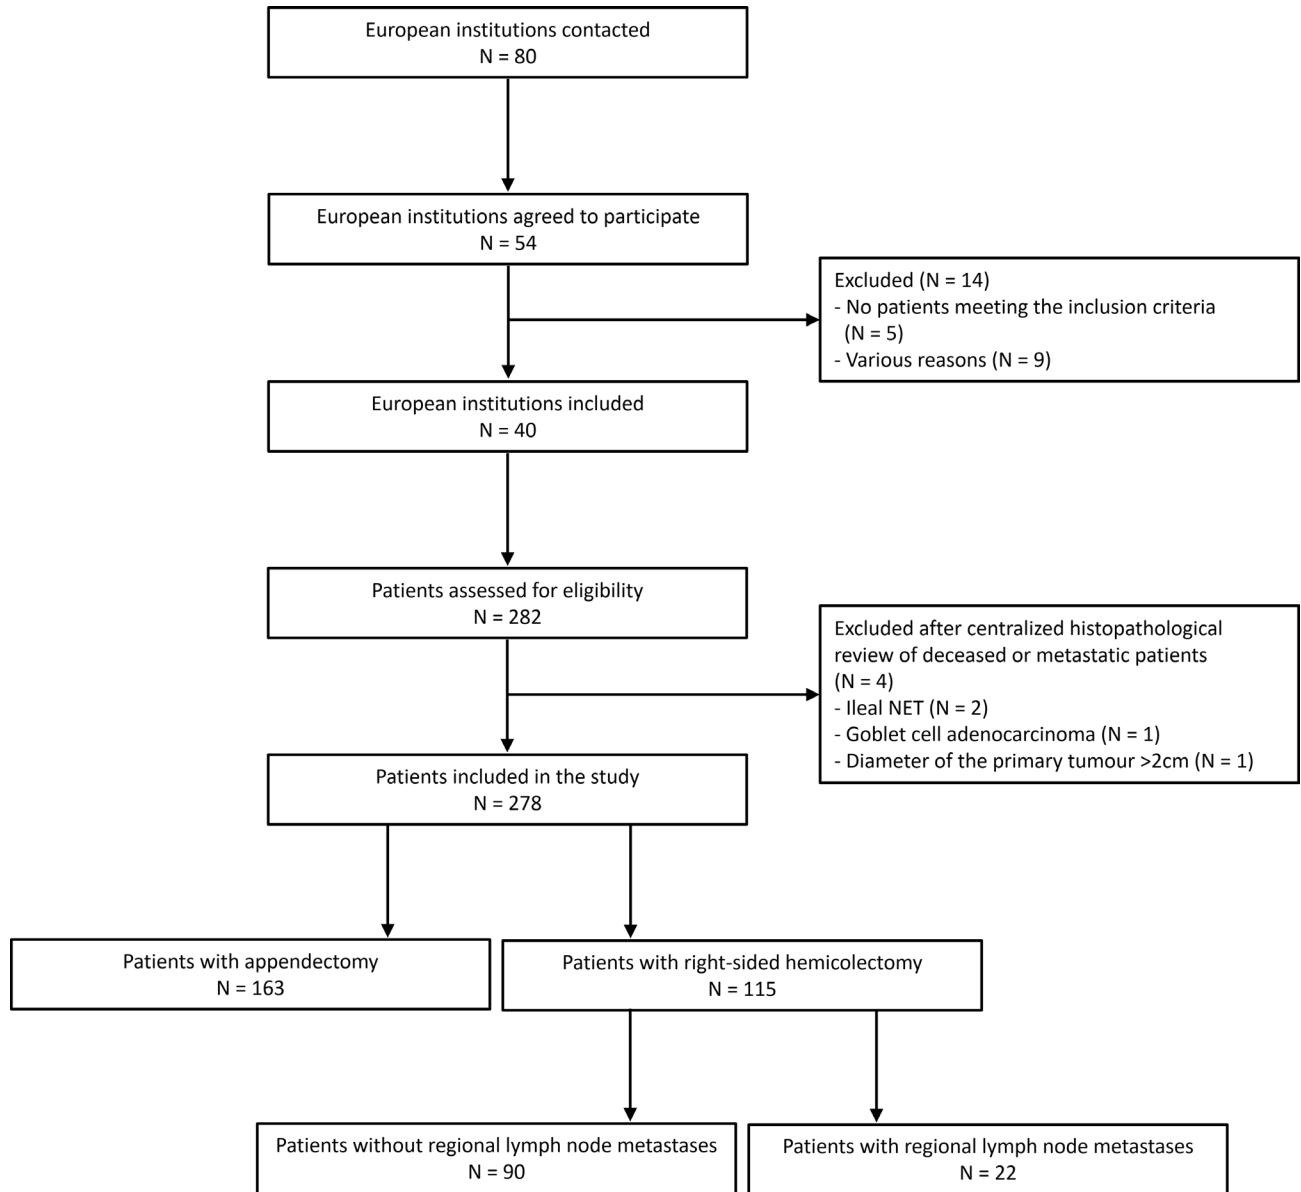 European institutions contacted
N = 80
European institutions agreed to participate
N = 54
Excluded (N = 14)
- No patients meeting the inclusion criteria
(N = 5)
- Various reasons (N = 9)
European institutions included
N = 40
Patients assessed for eligibility
N = 282
Excluded after centralized histopathological
review of deceased or metastatic patients
(N = 4)
- Ileal NET (N = 2)
- Goblet cell adenocarcinoma (N = 1)
- Diameter of the primary tumour >2cm (N = 1)
Patients included in the study
N = 278
Patients with appendectomy
N = 163
Patients with right-sided hemicolectomy
N = 115
Patients without regional lymph node metastases
N = 90
Patients with regional lymph node metastases
N = 22